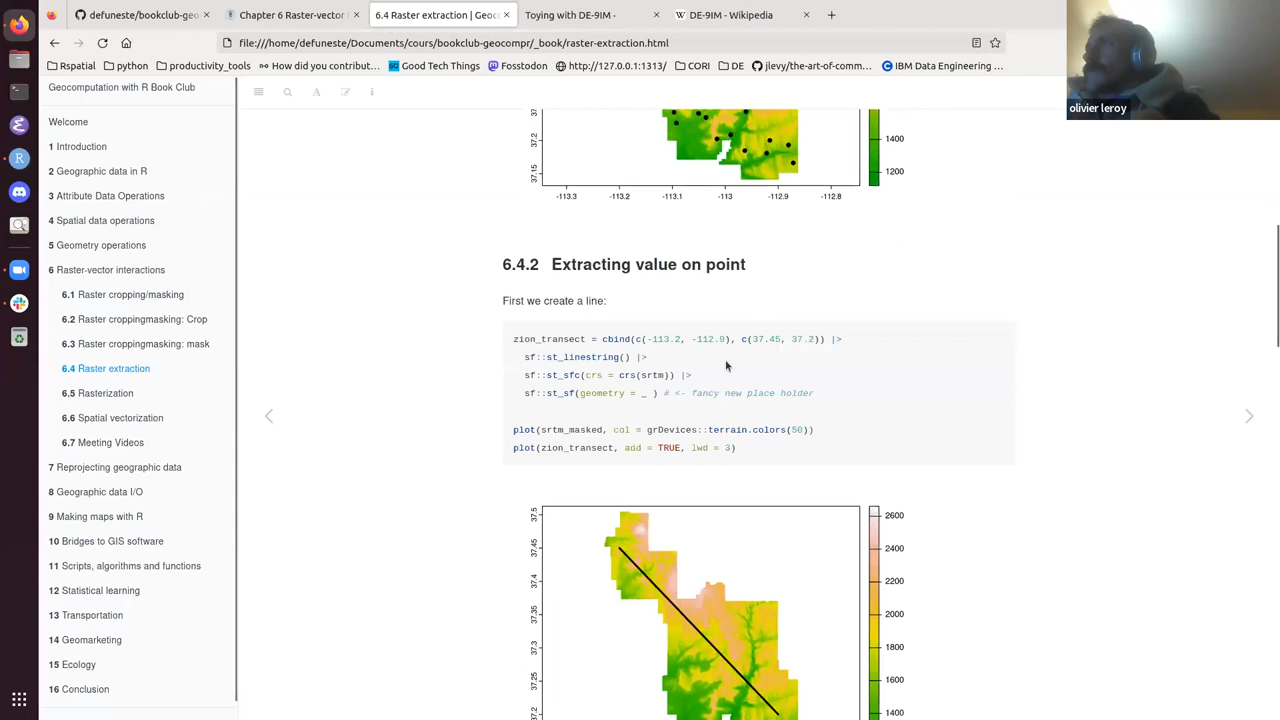 defuneste/bookclub-geo
Chapter 6 Raster-vector i
6.4 Raster extraction | Geoc
Toying with DE-9IM ·
DE-9IM - Wikipedia
file:///home/defuneste/Documents/cours/bookclub-geocompr/_book/raster-extraction.html
Rspatial
python
productivity_tools
How did you contribut…
Good Tech Things
Fosstodon
http://127.0.0.1:1313/
CORI
DE
jlevy/the-art-of-comm…
IBM Data Engineering …
olivier leroy
Geocomputation with R Book Club
Welcome
1 Introduction
2 Geographic data in R
3 Attribute Data Operations
4 Spatial data operations
5 Geometry operations
6 Raster-vector interactions
6.1 Raster cropping/masking
6.2 Raster croppingmasking: Crop
6.3 Raster croppingmasking: mask
6.4 Raster extraction
6.5 Rasterization
6.6 Spatial vectorization
6.7 Meeting Videos
7 Reprojecting geographic data
8 Geographic data I/O
9 Making maps with R
10 Bridges to GIS software
11 Scripts, algorithms and functions
12 Statistical learning
13 Transportation
14 Geomarketing
15 Ecology
16 Conclusion
37.2
37.15
-113.3
-113.2
-113.1
-113
-112.9
-112.8
1400
1200
6.4.2 Extracting value on point
First we create a line:
zion_transect = cbind(c(-113.2, -112.9), c(37.45, 37.2)) |>
sf::st_linestring() |>
sf::st_sfc(crs = crs(srtm)) |>
sf::st_sf(geometry = _ ) # <- fancy new place holder
plot(srtm_masked, col = grDevices::terrain.colors(50))
plot(zion_transect, add = TRUE, lwd = 3)
37.5
37.45
37.4
37.35
37.3
37.25
2600
2400
2200
2000
1800
1600
1400